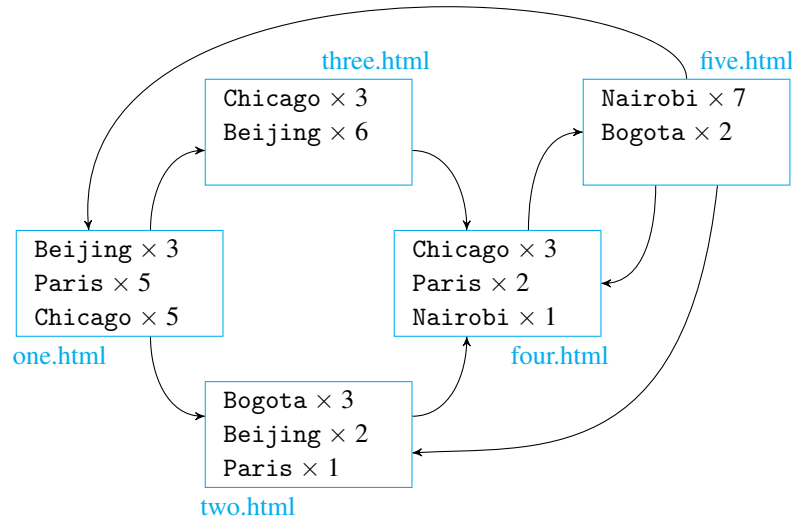 three.html
Chicago × 3
Beijing × 6
five.html
Nairobi × 7
Bogota × 2
Beijing × 3
Paris × 5
Chicago × 5
one.html
Chicago × 3
Paris × 2
Nairobi × 1
four.html
Bogota × 3
Beijing × 2
Paris × 1
two.html